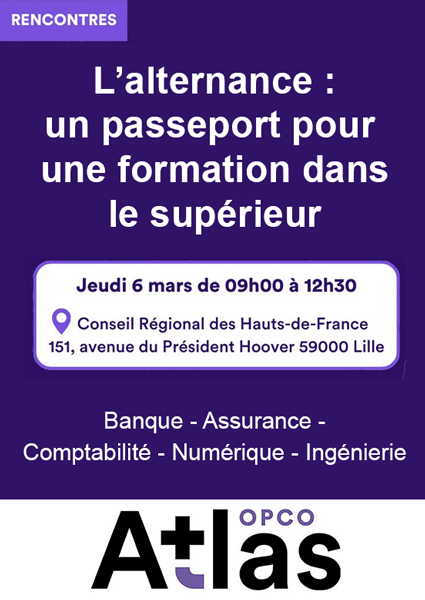 RENCONTRES
L’alternance :
un passeport pour
une formation dans
le supérieur
Jeudi 6 mars de 09h00 à 12h30
Conseil Régional des Hauts-de-France
151, avenue du Président Hoover 59000 Lille
Banque - Assurance -
Comptabilité - Numérique - Ingénierie
OPCO
Atlas